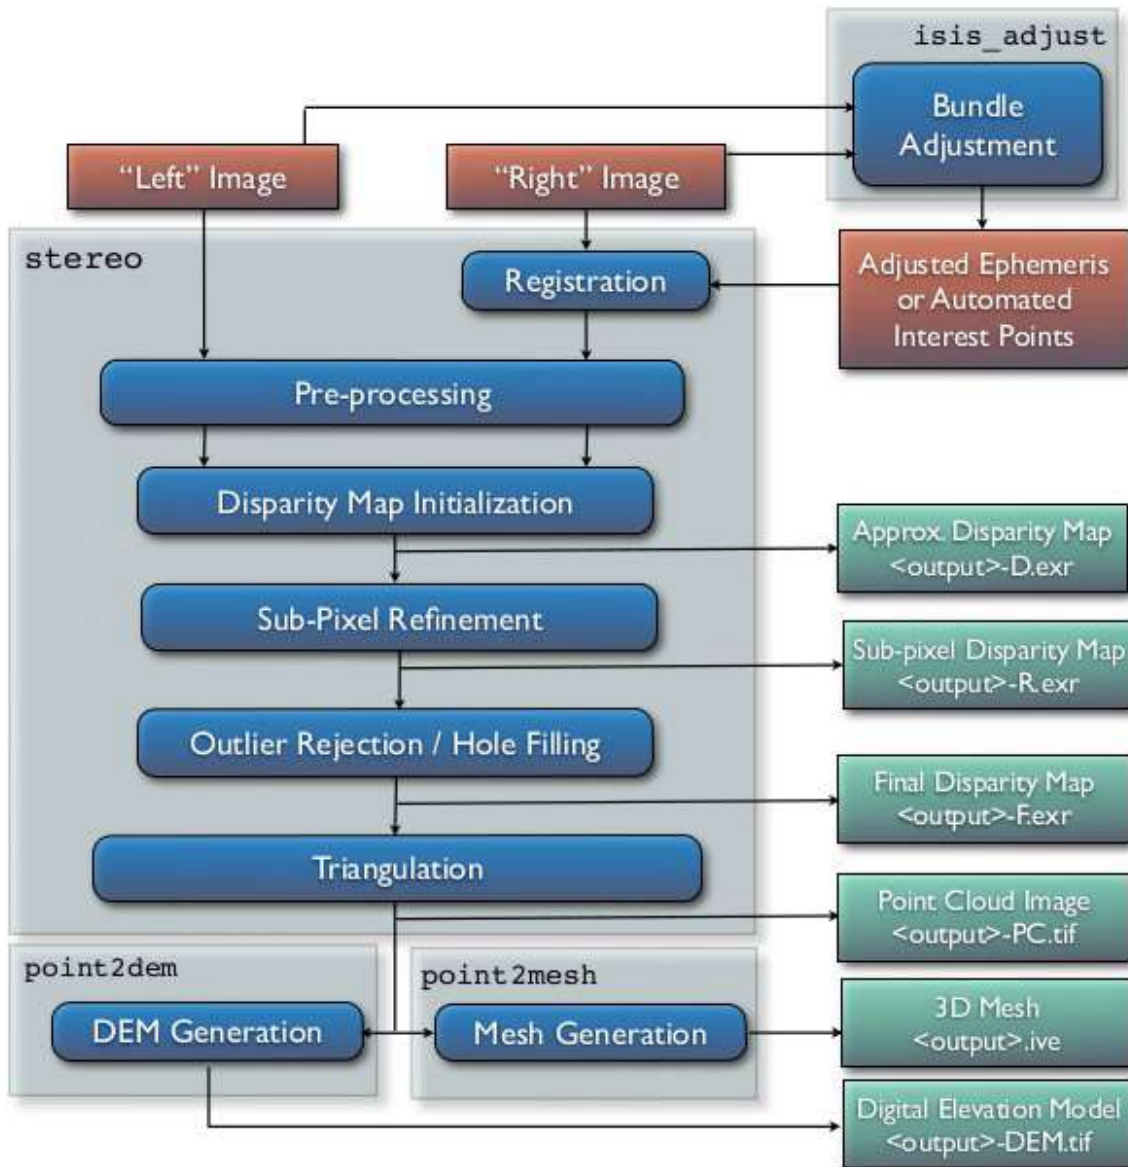 isis_adjust
Bundle
Adjustment
“Left” Image
“Right” Image
stereo
Registration
Adjusted Ephemeris
or Automated
Interest Points
Pre-processing
Disparity Map Initialization
Approx. Disparity Map
<output>-D.exr
Sub-Pixel Refinement
Sub-pixel Disparity Map
<output>-R.exr
Outlier Rejection / Hole Filling
Final Disparity Map
<output>-F.exr
Triangulation
Point Cloud Image
<output>-PC.tif
point2dem
point2mesh
DEM Generation
Mesh Generation
3D Mesh
<output>.ive
Digital Elevation Model
<output>-DEM.tif